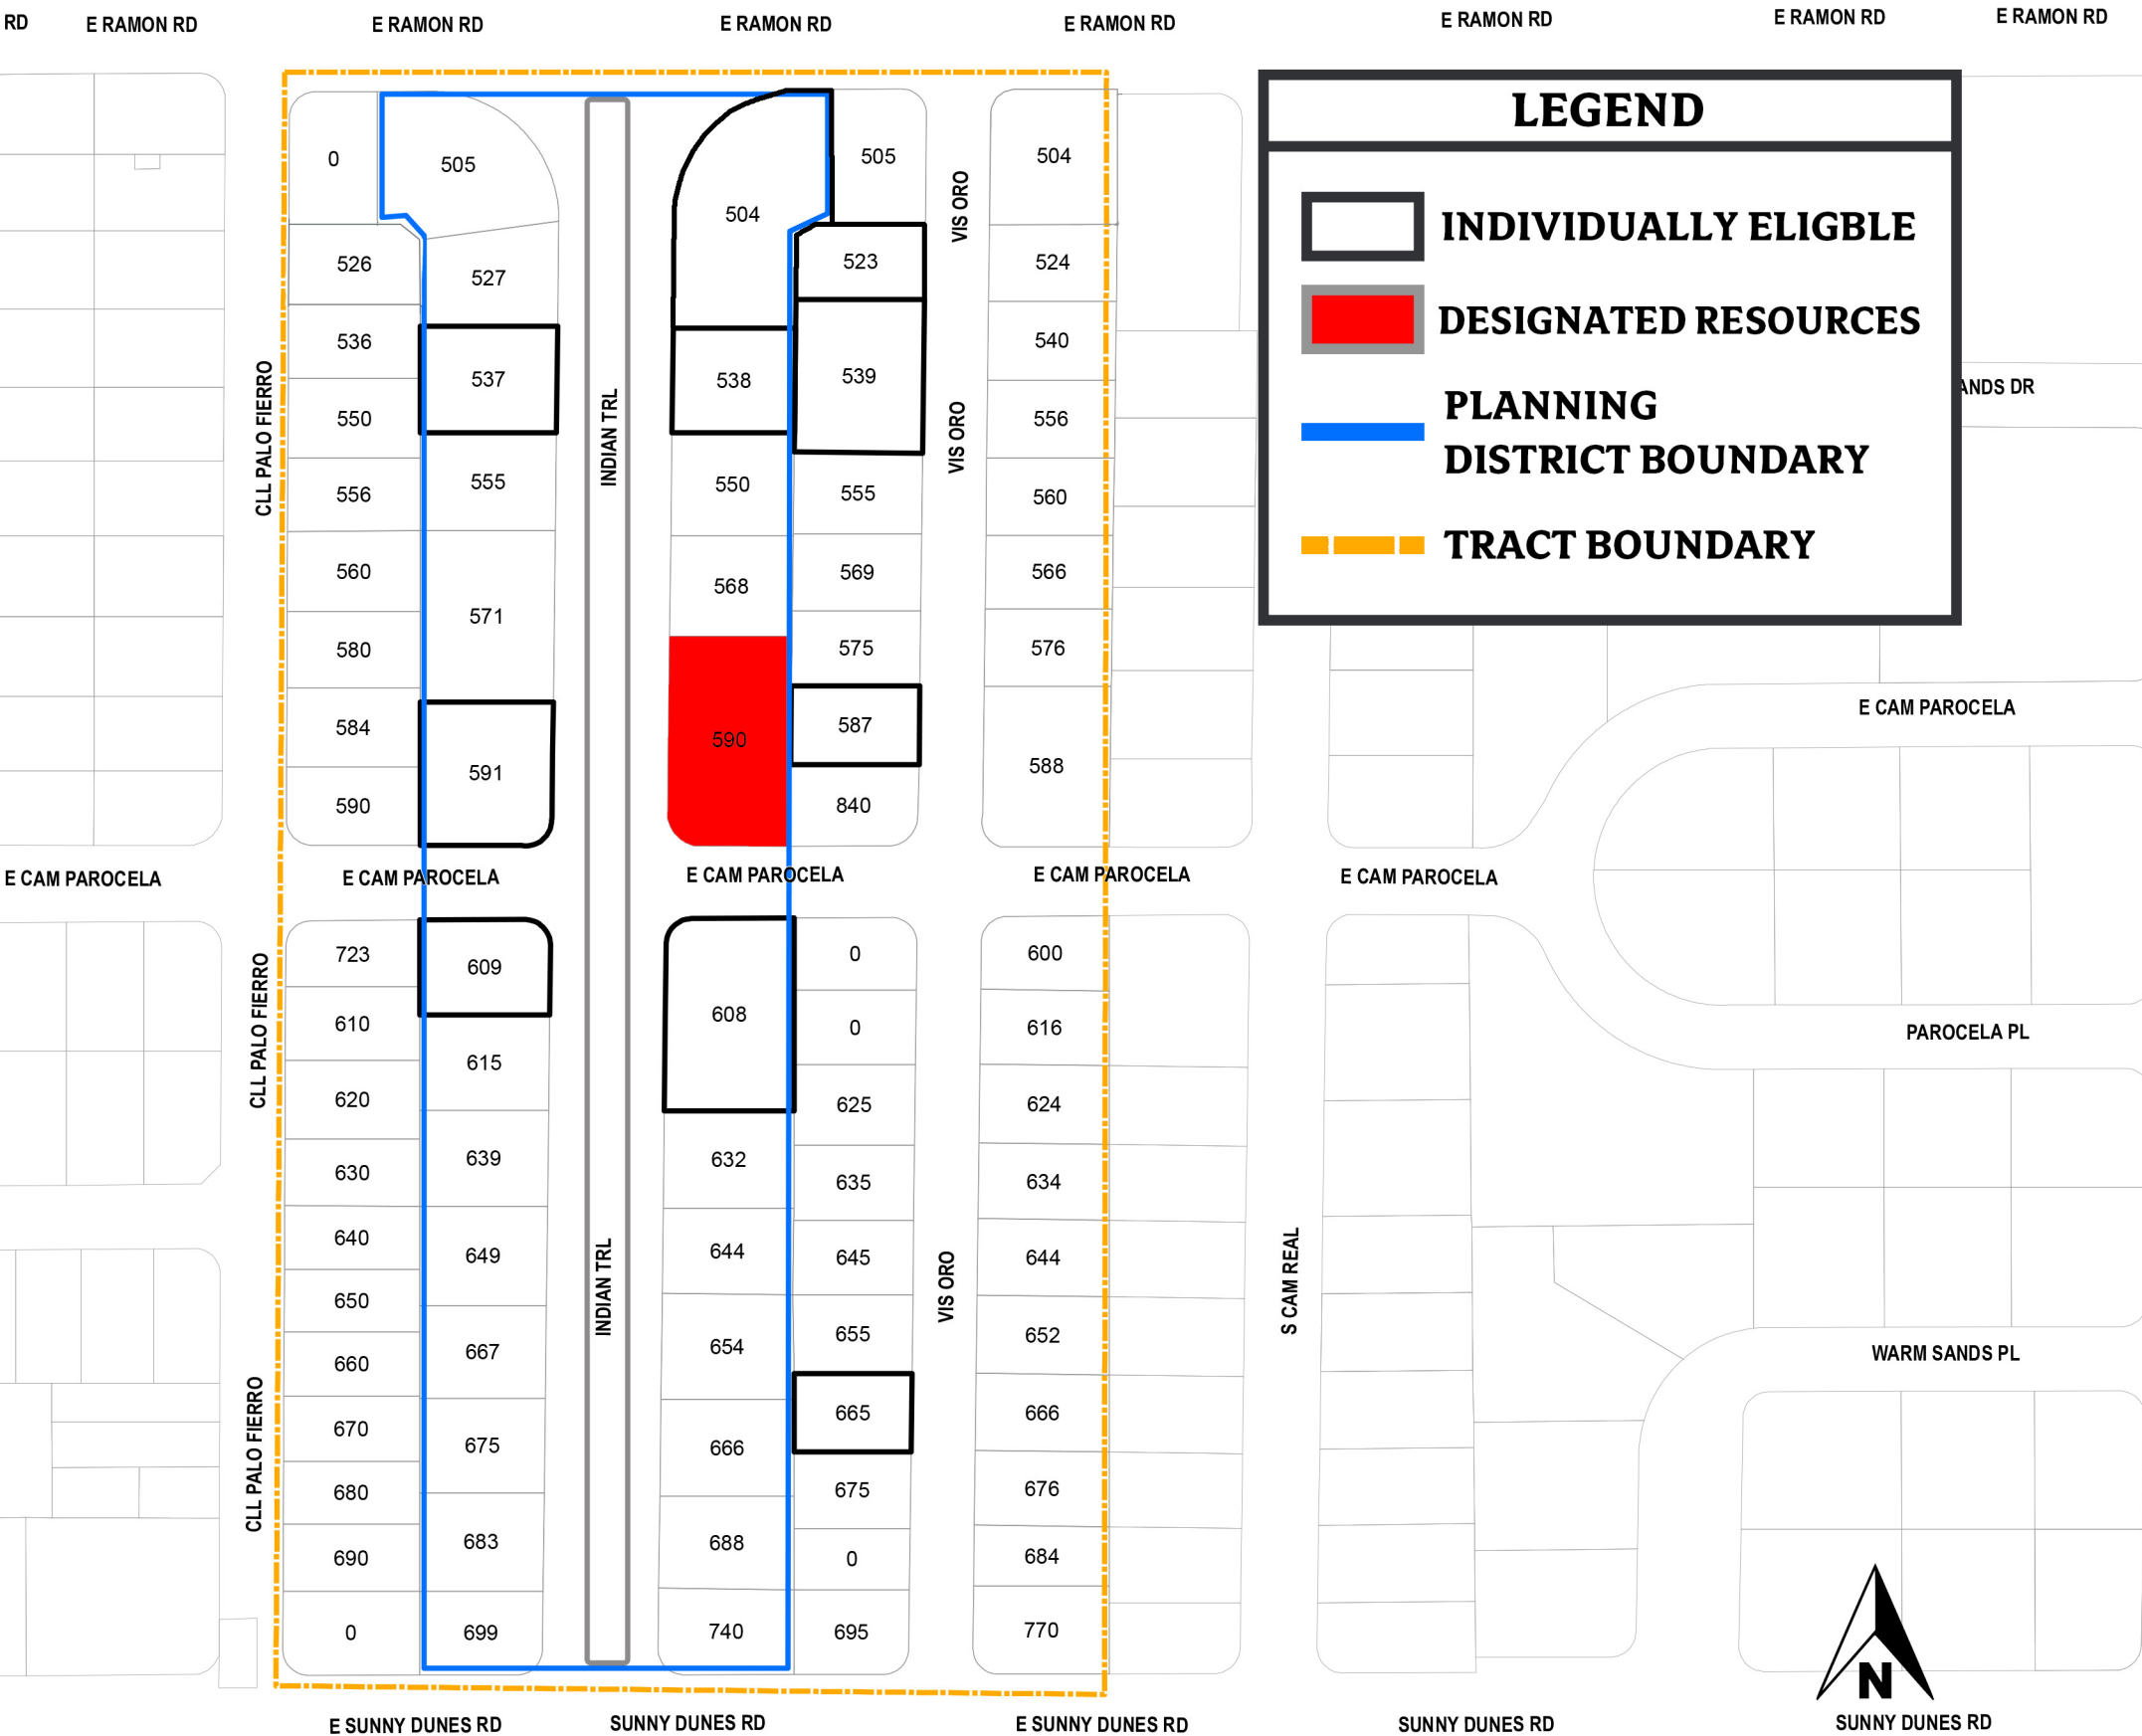 RD
E RAMON RD
E RAMON RD
E RAMON RD
E RAMON RD
E RAMON RD
E RAMON RD
E RAMON RD
LEGEND
INDIVIDUALLY ELIGBLE
DESIGNATED RESOURCES
PLANNING
DISTRICT BOUNDARY
TRACT BOUNDARY
ANDS DR
CLL PALO FIERRO
CLL PALO FIERRO
CLL PALO FIERRO
0
526
536
550
556
560
580
584
590
723
610
620
630
640
650
660
670
680
690
0
505
527
537
555
571
591
609
615
639
649
667
675
683
699
INDIAN TRL
INDIAN TRL
504
538
550
568
590
608
632
644
654
666
688
740
505
523
539
555
569
575
587
840
0
0
625
635
645
655
665
675
0
695
VIS ORO
VIS ORO
VIS ORO
504
524
540
556
560
566
576
588
600
616
624
634
644
652
666
676
684
770
E CAM PAROCELA
E CAM PAROCELA
E CAM PAROCELA
E CAM PAROCELA
E CAM PAROCELA
E CAM PAROCELA
S CAM REAL
PAROCELA PL
WARM SANDS PL
N
E SUNNY DUNES RD
SUNNY DUNES RD
E SUNNY DUNES RD
SUNNY DUNES RD
SUNNY DUNES RD